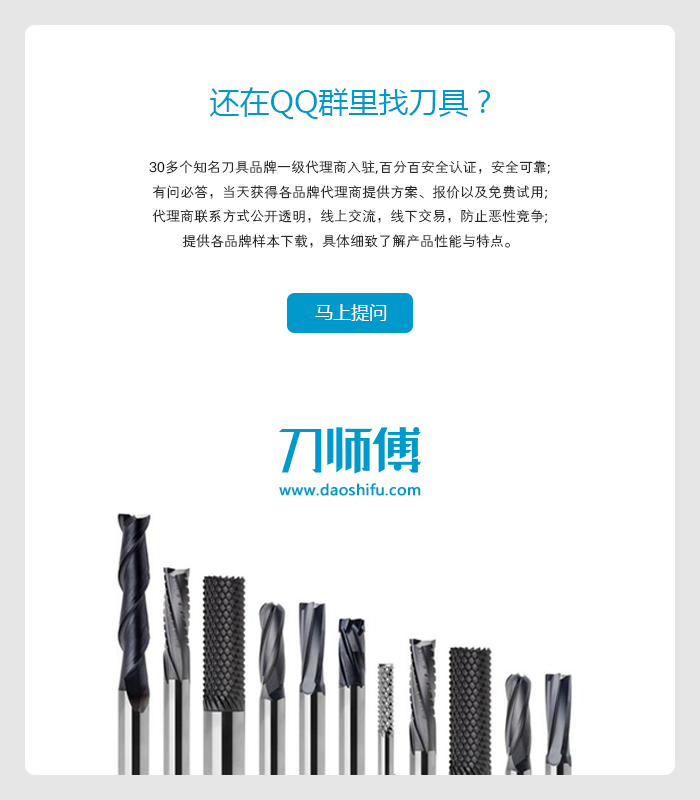 还在QQ群里找刀具？
30多个知名刀具品牌一级代理商入驻,百分百安全认证，安全可靠;
有问必答，当天获得各品牌代理商提供方案、报价以及免费试用;
代理商联系方式公开透明，线上交流，线下交易，防止恶性竞争;
提供各品牌样本下载，具体细致了解产品性能与特点。
马上提问
刀师傅
www.daoshifu.com